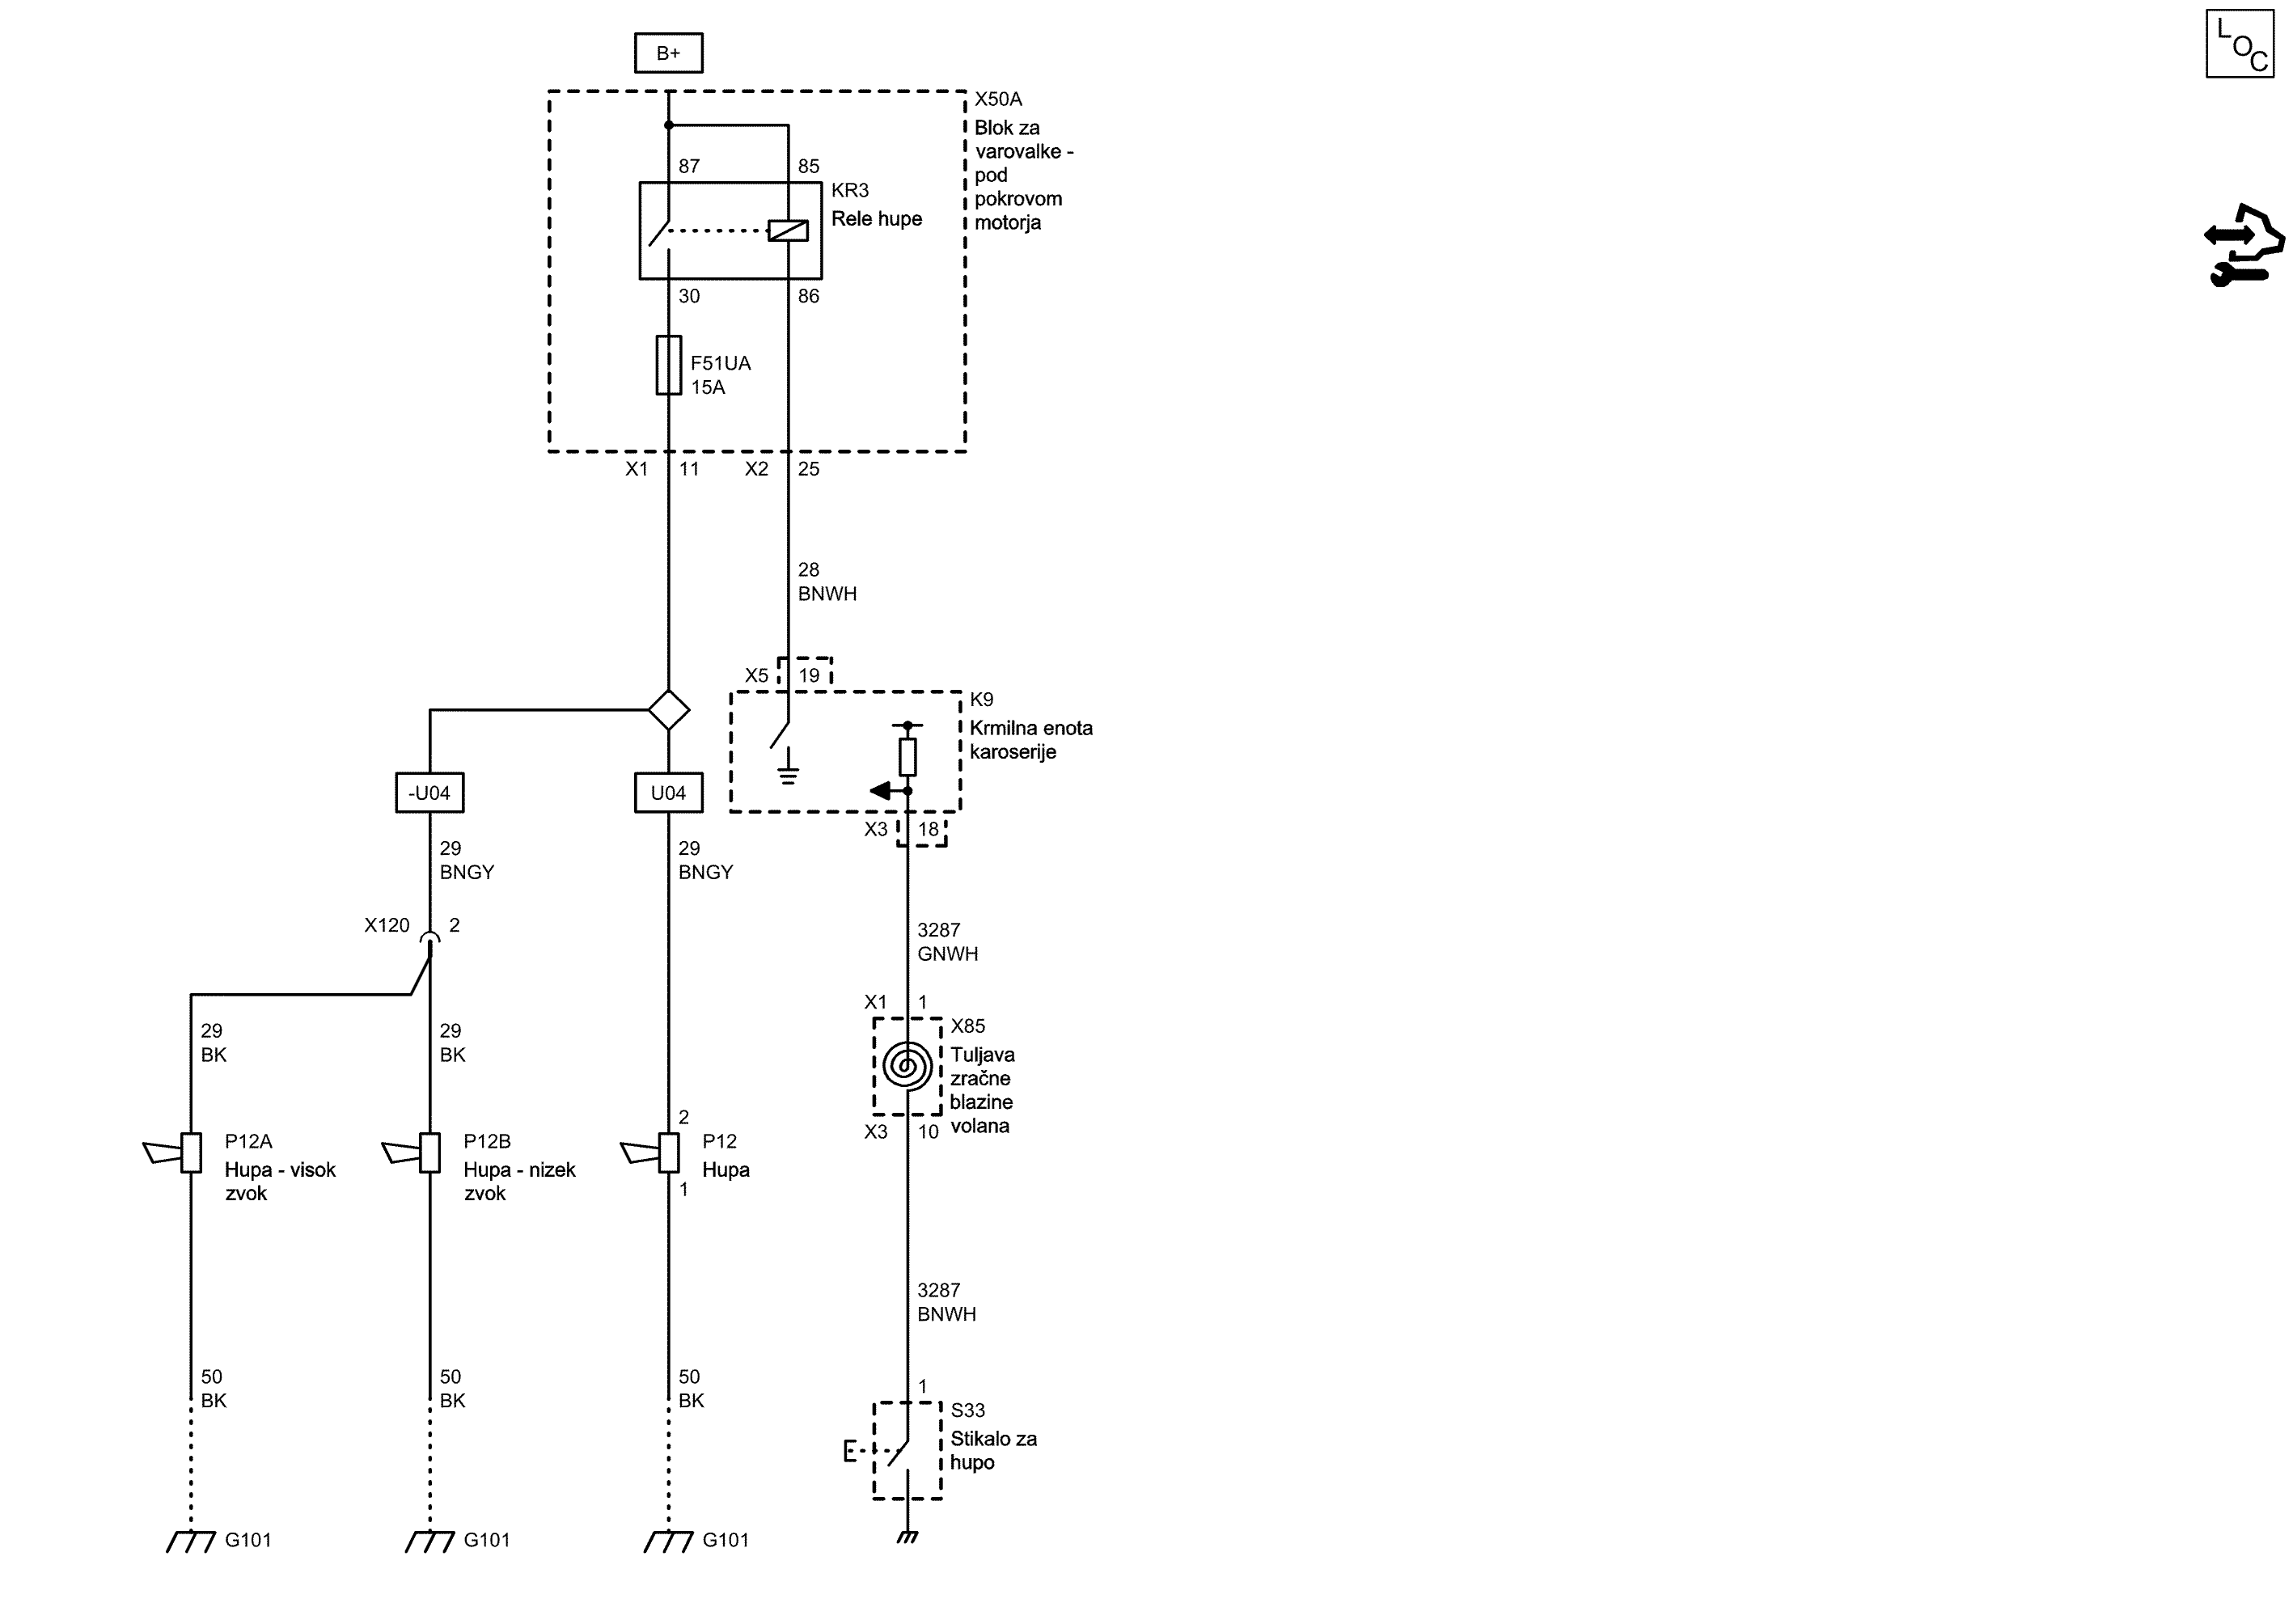 LOC
B+
X50A
Blok za
varovalke -
pod
pokrovom
motorja
87
85
KR3
Rele hupe
30
86
F51UA
15A
X1
11
X2
25
28
BNWH
X5
19
K9
Krmilna enota
karoserije
-U04
U04
X3
18
29
BNGY
29
BNGY
X120
2
3287
GNWH
X1
1
29
BK
29
BK
X85
Tuljava
zračne
blazine
volana
2
X3
10
P12A
Hupa - visok
zvok
P12B
Hupa - nizek
zvok
P12
Hupa
1
3287
BNWH
50
BK
50
BK
50
BK
1
S33
Stikalo za
hupo
G101
G101
G101